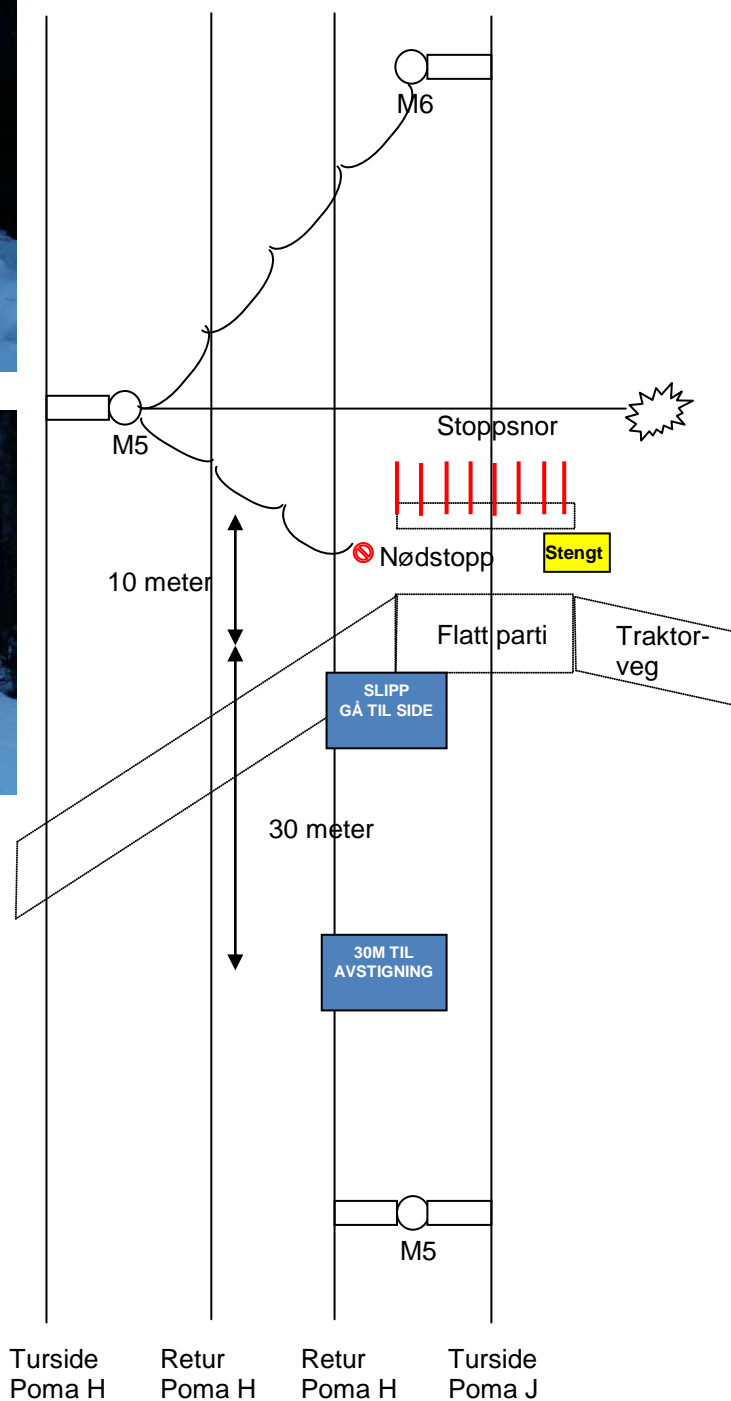 M6
M5
Stoppsnor
Nødstopp
Stengt
10 meter
Flatt parti
Traktor-
veg
SLIPP
GÅ TIL SIDE
30 meter
30M TIL
AVSTIGNING
M5
Turside
Poma H
Retur
Poma H
Retur
Poma H
Turside
Poma J